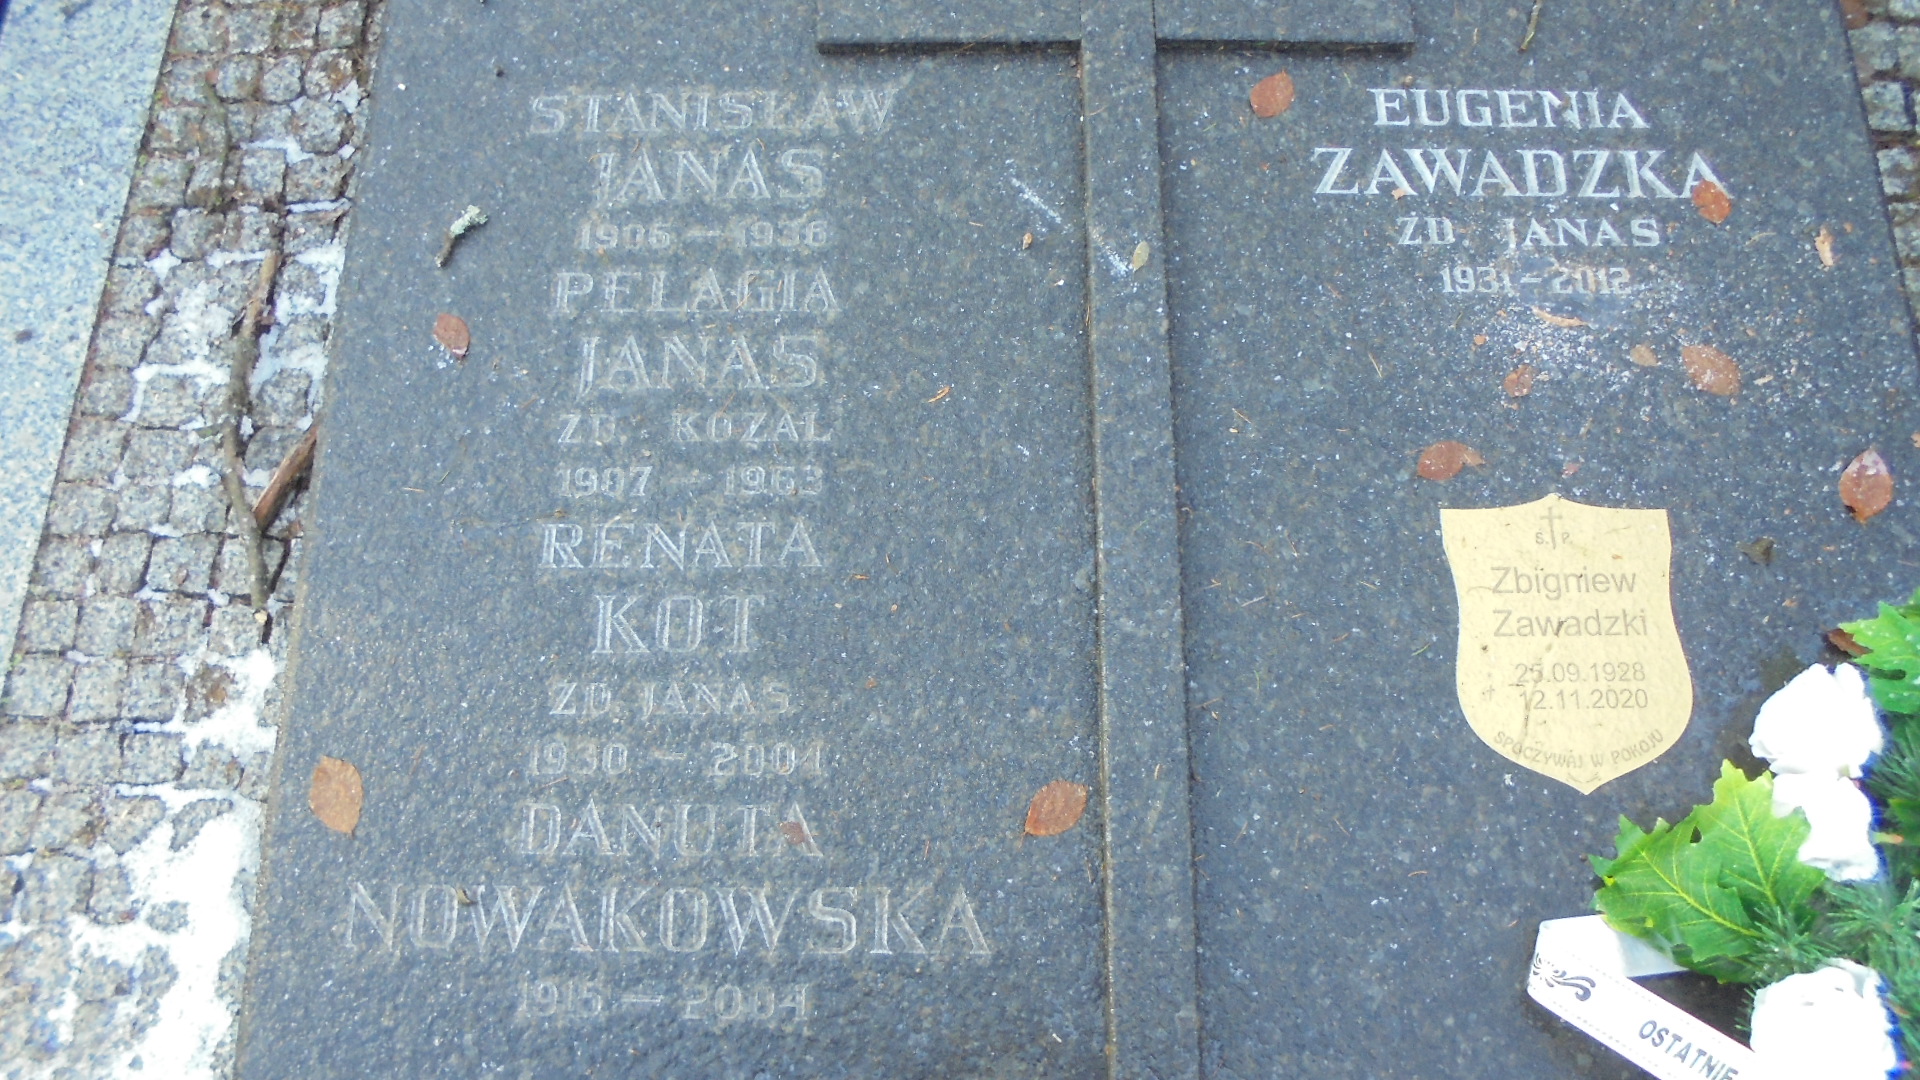 STANISŁAW
JANAS
1906 — 1936
PELAGIA
JANAS
ZD. KOZAL
1907 — 1963
RENATA
KOT
ZD. JANAS
1930 — 2004
DANUTA
NOWAKOWSKA
1915 — 2004
EUGENIA
ZAWADZKA
ZD. JANAS
1931 - 2012
Ś. P.
Zbigniew
Zawadzki
25.09.1928
12.11.2020
SPOCZYWAJ W POKOJU
OSTATNIE